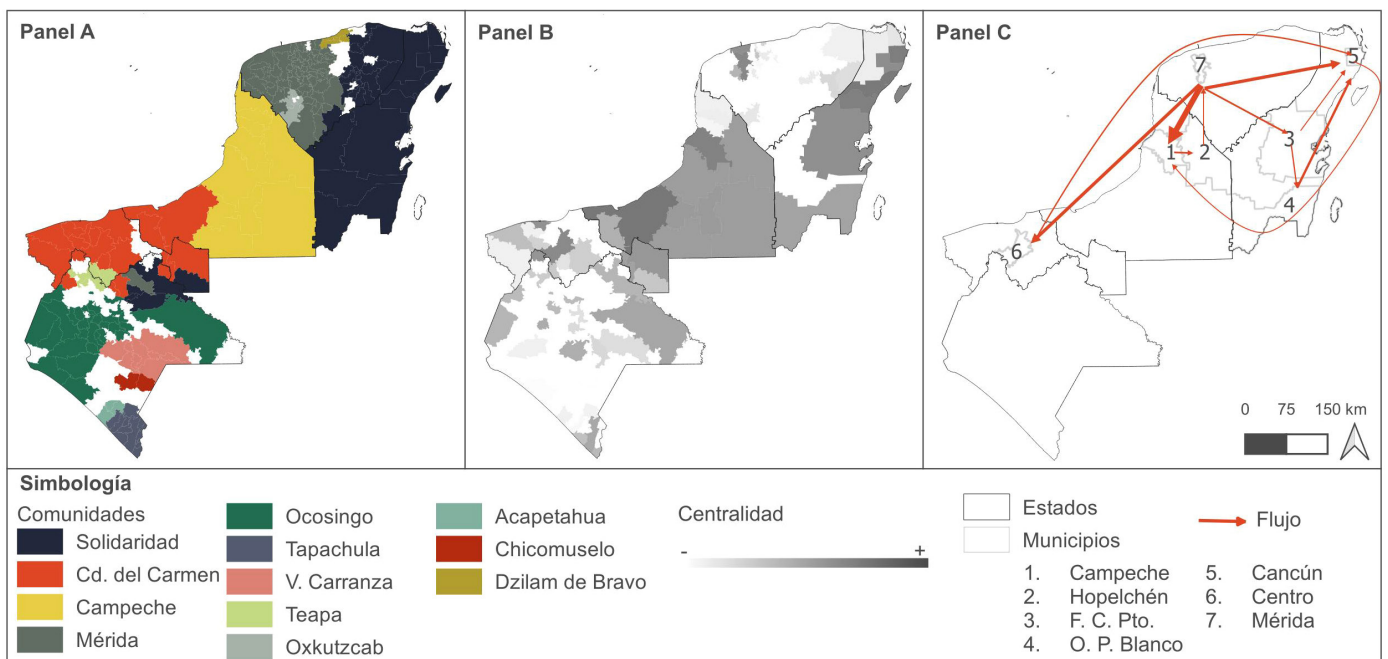 Panel A
Panel B
Panel C
1
2
3
4
5
6
7
0 75 150 km
Simbología
Comunidades
Solidaridad
Cd. del Carmen
Campeche
Mérida
Ocosingo
Tapachula
V. Carranza
Teapa
Oxkutzcab
Acapetahua
Chicomuselo
Dzilam de Bravo
Centralidad
- +
Estados
Municipios
1. Campeche
2. Hopelchén
3. F. C. Pto.
4. O. P. Blanco
Flujo
5. Cancún
6. Centro
7. Mérida